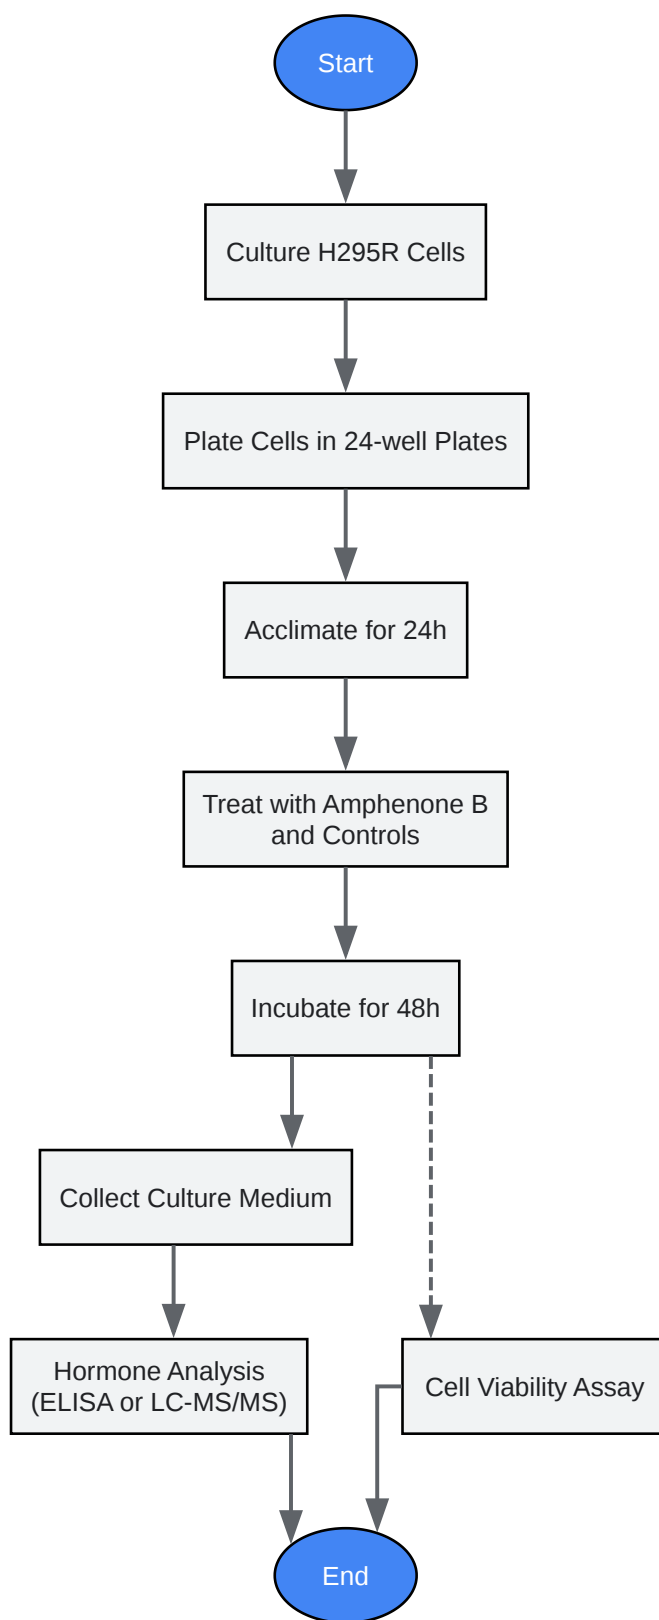 Start
Culture H295R Cells
Plate Cells in 24-well Plates
Acclimate for 24h
Treat with Amphenone B
and Controls
Incubate for 48h
Collect Culture Medium
Hormone Analysis
(ELISA or LC-MS/MS)
Cell Viability Assay
End